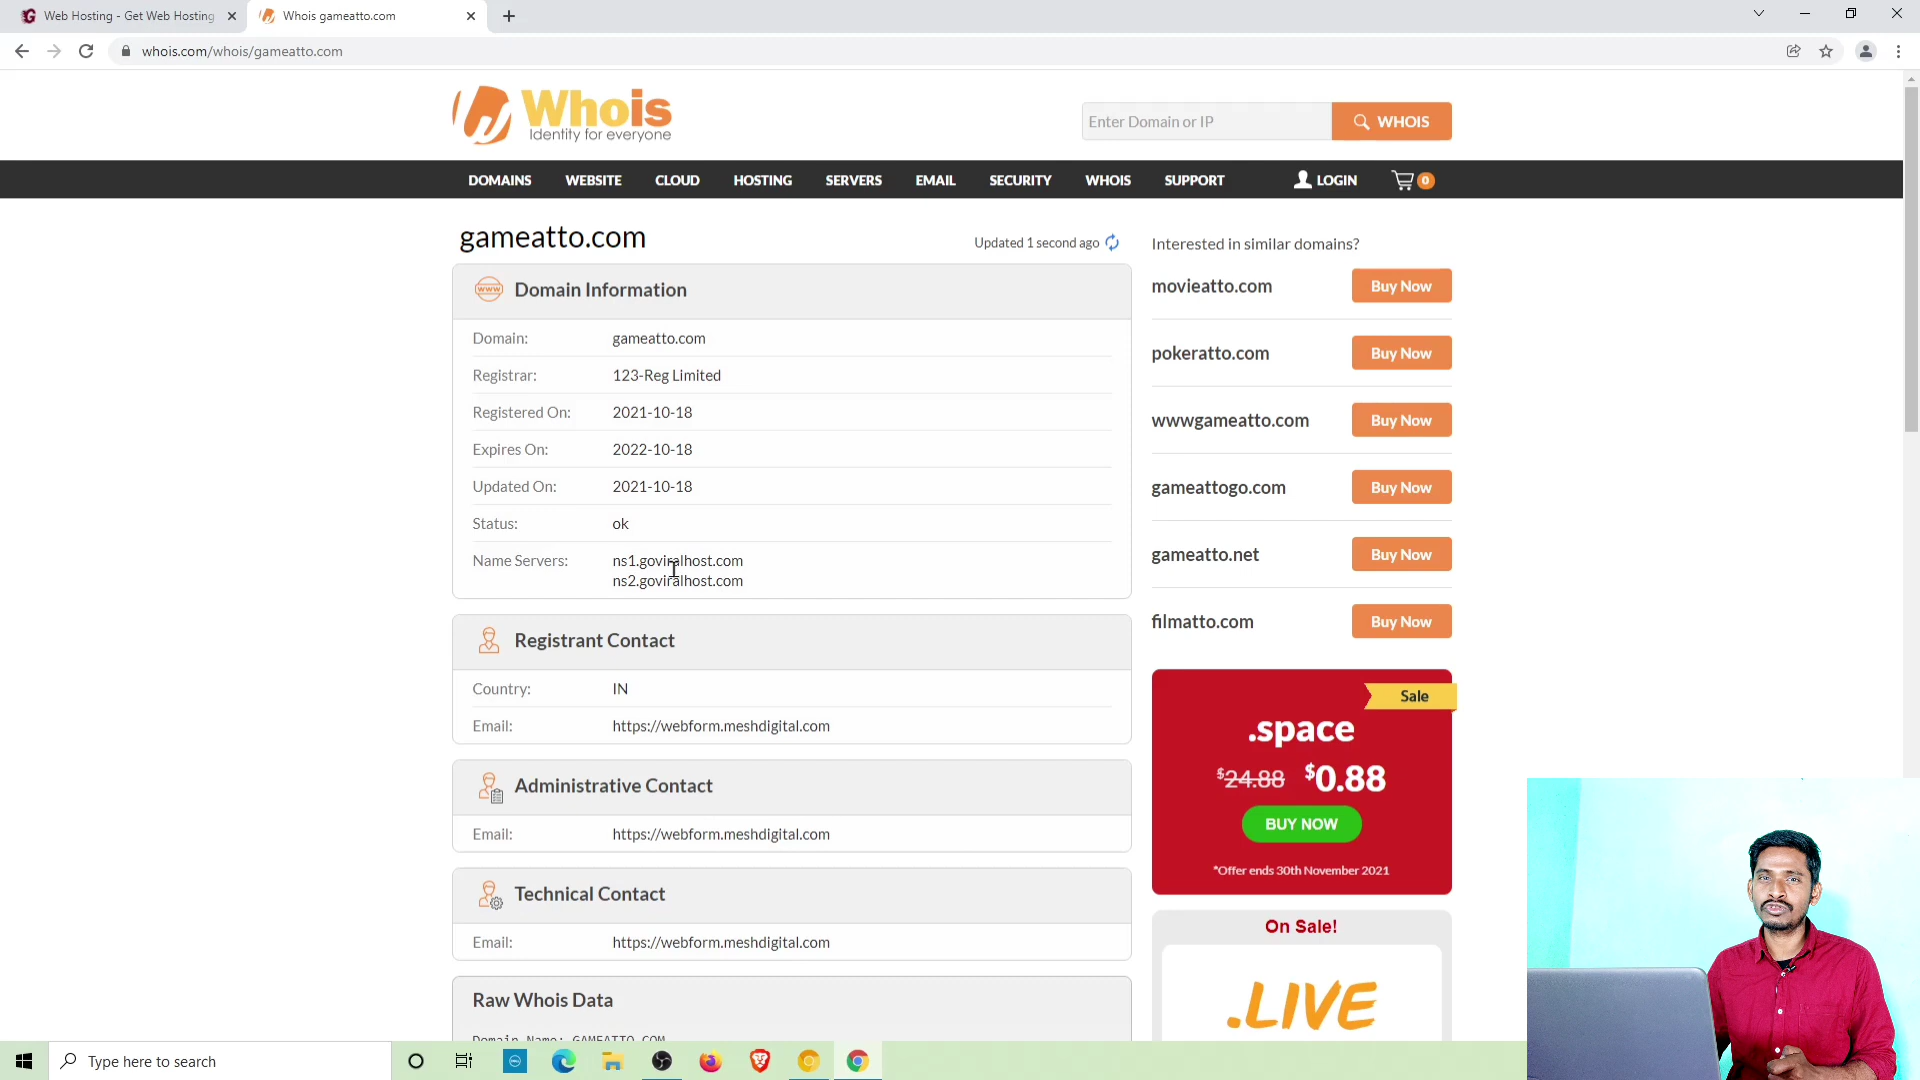 Web Hosting - Get Web Hosting
Whois gameatto.com
whois.com/whois/gameatto.com
Whois
Identity for everyone
Enter Domain or IP
WHOIS
DOMAINS WEBSITE CLOUD HOSTING SERVERS EMAIL SECURITY WHOIS SUPPORT LOGIN 0
gameatto.com
Updated 1 second ago
www Domain Information
Domain: gameatto.com
Registrar: 123-Reg Limited
Registered On: 2021-10-18
Expires On: 2022-10-18
Updated On: 2021-10-18
Status: ok
Name Servers: ns1.goviralhost.com
ns2.goviralhost.com
Registrant Contact
Country: IN
Email: https://webform.meshdigital.com
Administrative Contact
Email: https://webform.meshdigital.com
Technical Contact
Email: https://webform.meshdigital.com
Raw Whois Data
Domain Name: GAMEATTO.COM
Interested in similar domains?
movieatto.com Buy Now
pokeratto.com Buy Now
wwwgameatto.com Buy Now
gameattogo.com Buy Now
gameatto.net Buy Now
filmatto.com Buy Now
Sale
.space
$24.88 $0.88
BUY NOW
*Offer ends 30th November 2021
On Sale!
.LIVE
Type here to search